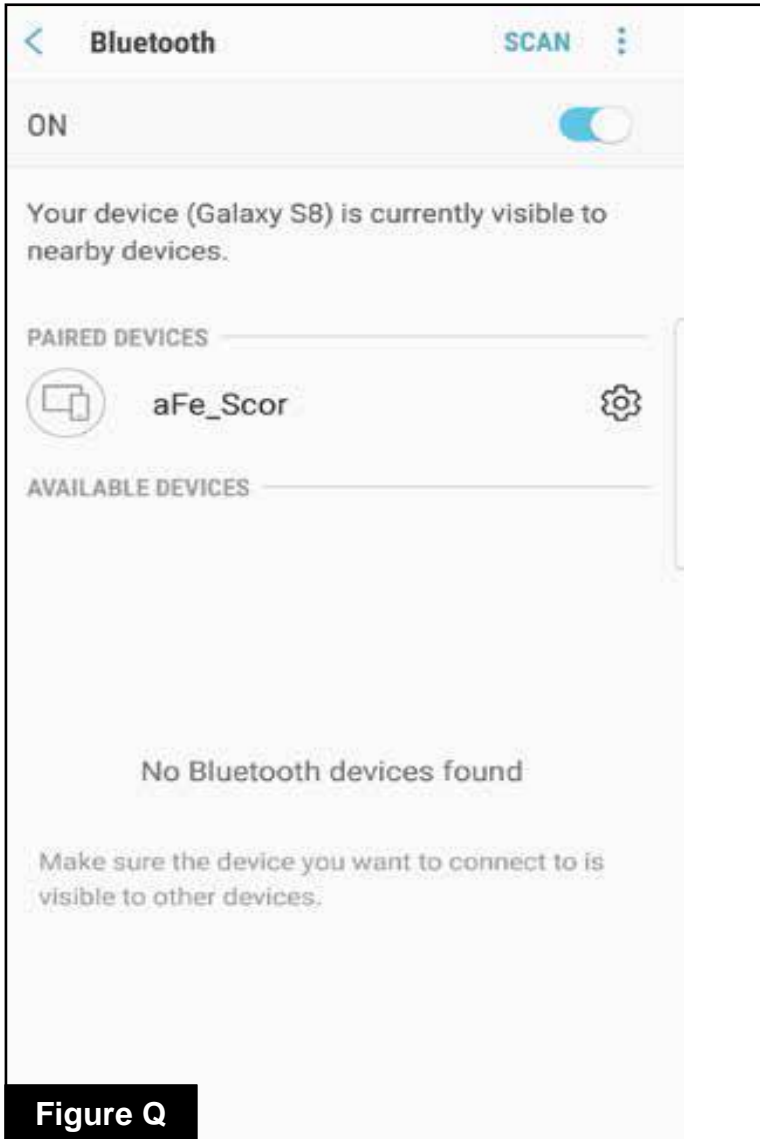 Bluetooth SCAN
ON
Your device (Galaxy S8) is currently visible to
nearby devices.
PAIRED DEVICES
aFe_Scor
AVAILABLE DEVICES
No Bluetooth devices found
Make sure the device you want to connect to is
visible to other devices.
Figure Q